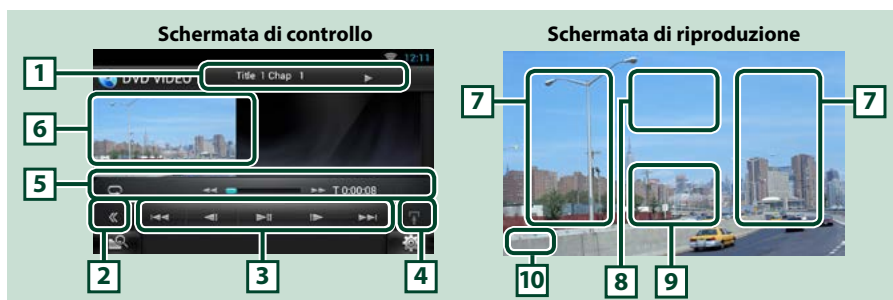 Schermata di controllo
Schermata di riproduzione
12:11
DVD VIDEO
Title 1 Chap 1
1
6
5
T 0:00:08
2
3
4
7
7
10
8
9